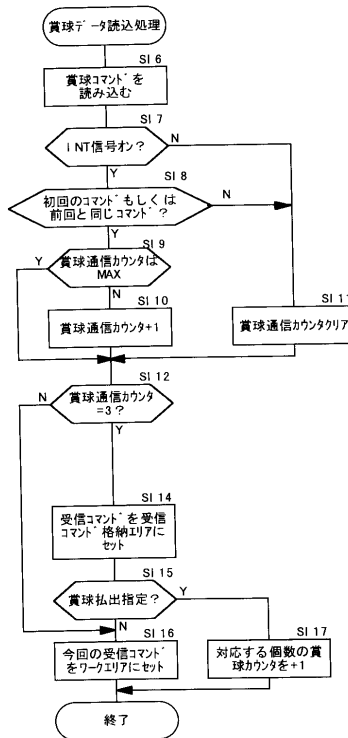 賞球データ読込処理
SI 6
賞球コマンドを
読み込む
SI 7
INT信号オン?
N
Y
SI 8
初回のコマンドもしくは
前回と同じコマンド?
N
Y
SI 9
Y
賞球通信カウンタは
MAX
N
SI 10
賞球通信カウンタ+1
SI 11
賞球通信カウンタクリア
SI 12
N
賞球通信カウンタ
=3?
Y
SI 14
受信コマンドを受信
コマンド格納エリアに
セット
SI 15
賞球払出指定?
Y
N
SI 16
今回の受信コマンド
をワークエリアにセット
SI 17
対応する個数の賞
球カウンタを+1
終了